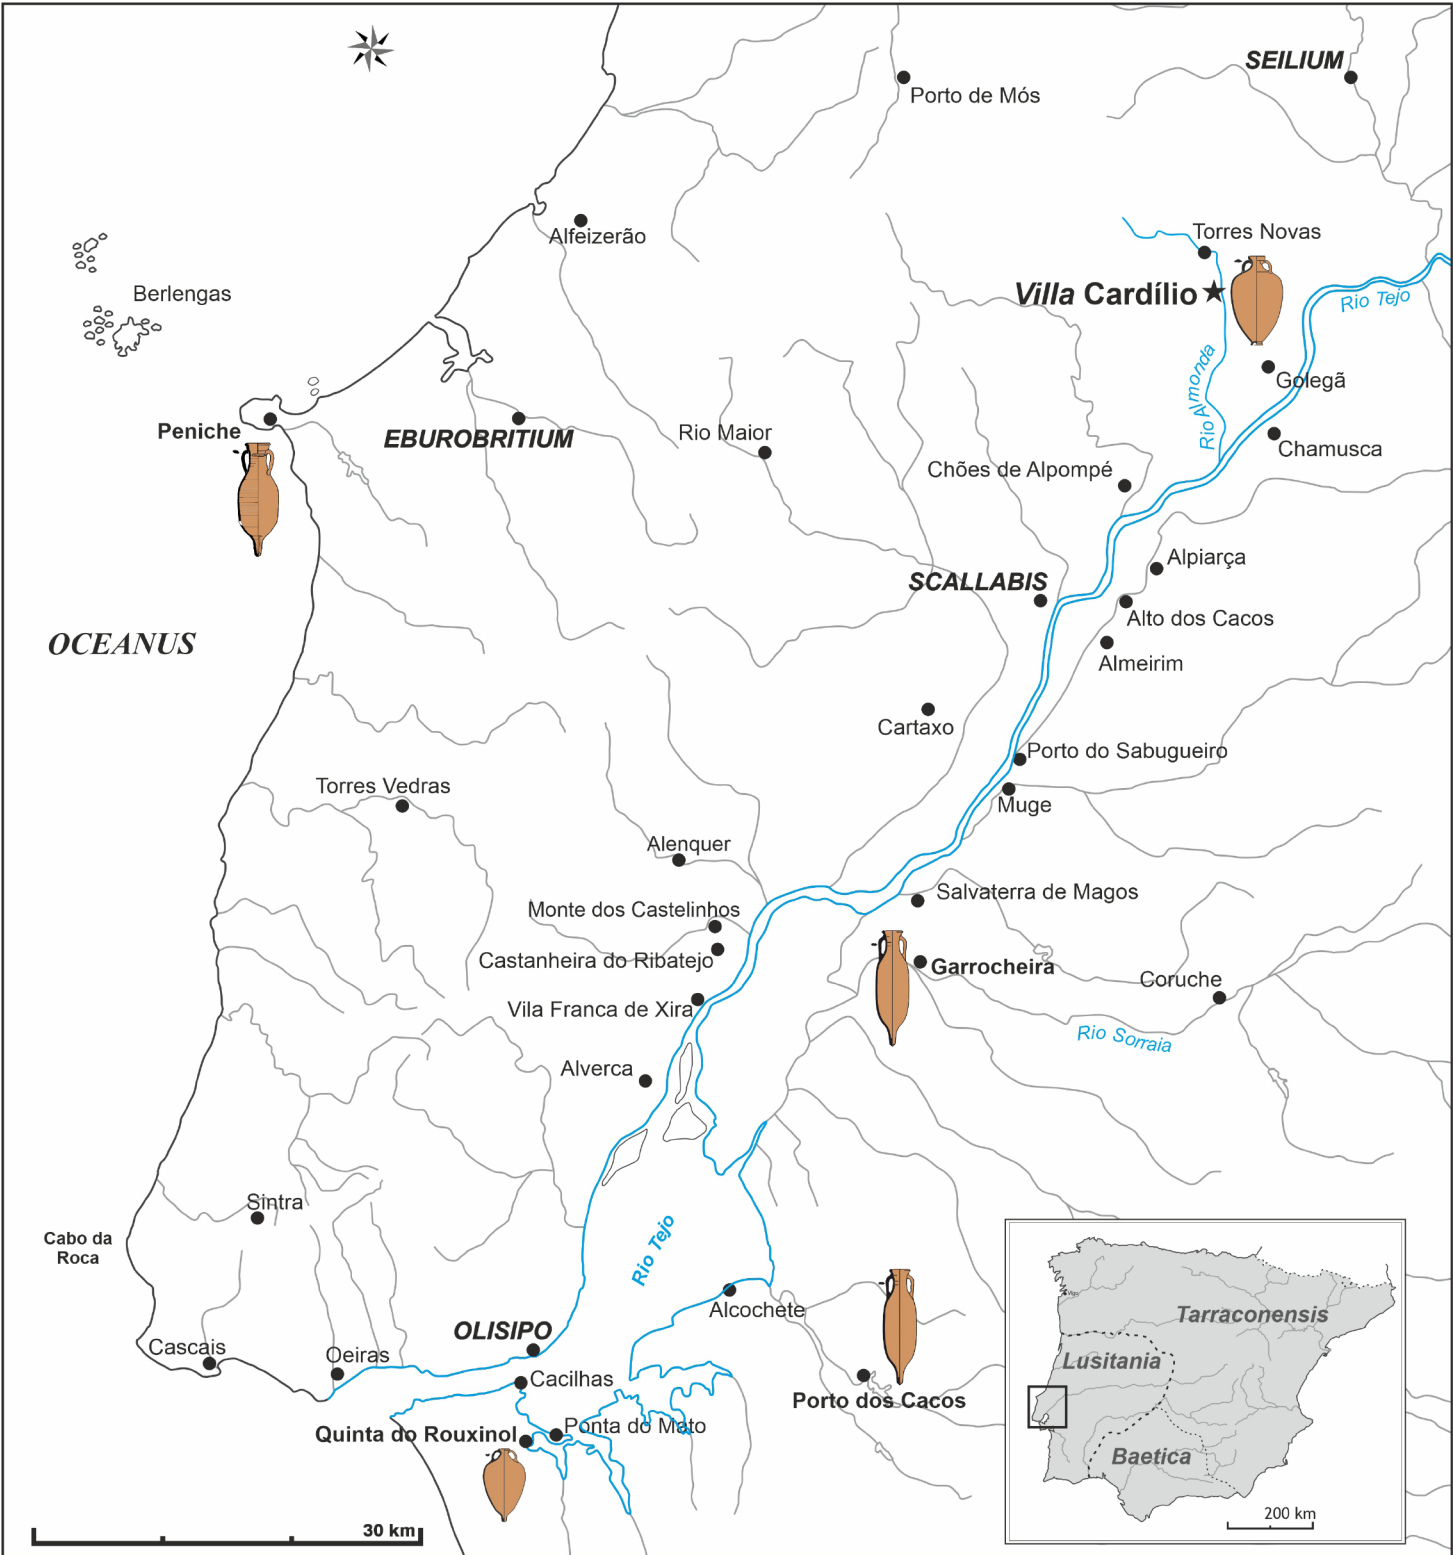 SEILIUM
Porto de Mós
Torres Novas
Alfeizerão
Berlengas
Villa Cardílio
Rio Tejo
Rio Almonda
Golegã
Peniche
EBUROBRITIUM
Rio Maior
Chamusca
Chões de Alpompé
Alpiarça
SCALLABIS
Alto dos Cacos
OCEANUS
Almeirim
Cartaxo
Porto do Sabugueiro
Torres Vedras
Muge
Alenquer
Salvaterra de Magos
Monte dos Castelinhos
Castanheira do Ribatejo
Garrocheira
Coruche
Vila Franca de Xira
Rio Sorraia
Alverca
Sintra
Cabo da
Roca
Rio Tejo
Alcochete
OLISIPO
Cascais
Oeiras
Cacilhas
Porto dos Cacos
Quinta do Rouxinol
Ponta do Mato
30 km
Vigo
Tarraconensis
Lusitania
Baetica
200 km